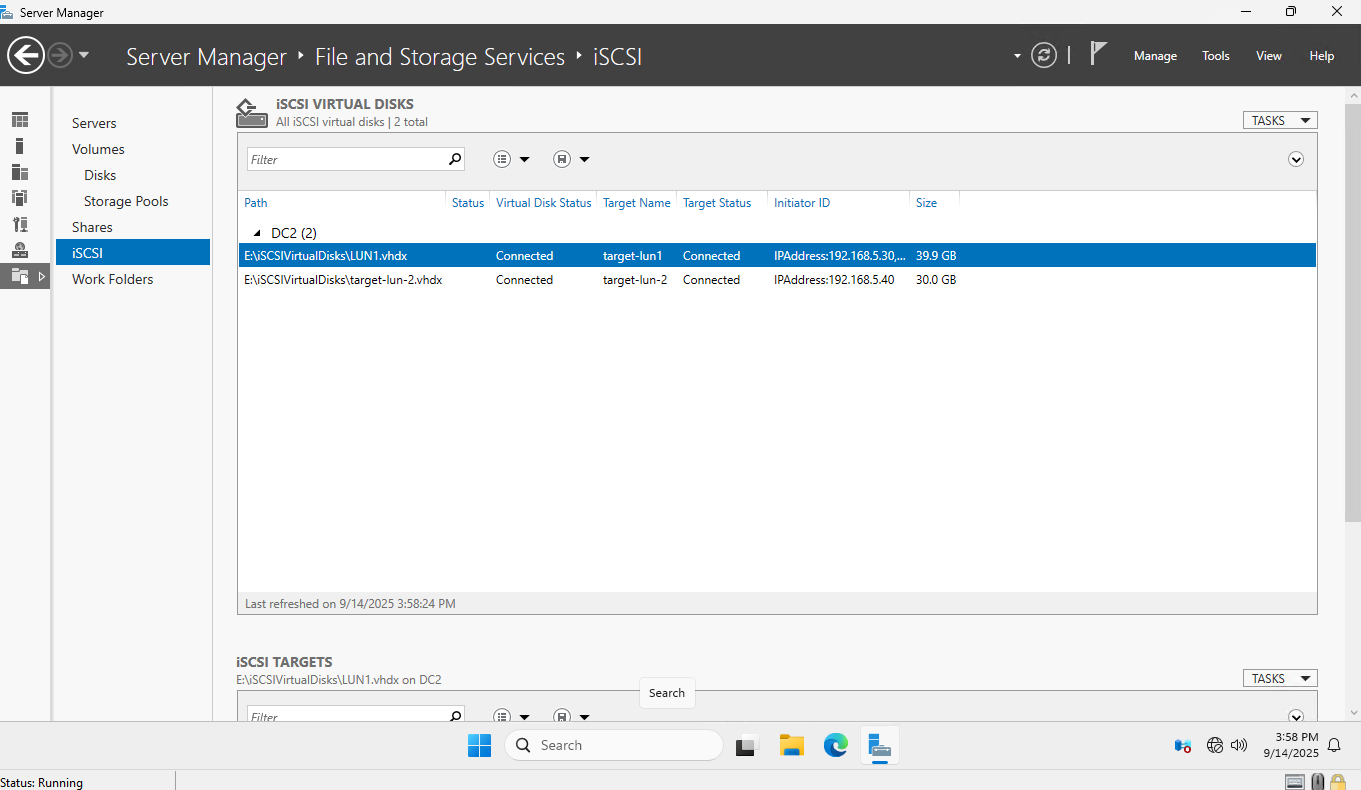 Server Manager
Server Manager ‣ File and Storage Services ‣ iSCSI
Manage Tools View Help
Servers
Volumes
Disks
Storage Pools
Shares
iSCSI
Work Folders
iSCSI VIRTUAL DISKS
All iSCSI virtual disks | 2 total
TASKS
Filter
Path Status Virtual Disk Status Target Name Target Status Initiator ID Size
DC2 (2)
E:\iSCSIVirtualDisks\LUN1.vhdx Connected target-lun1 Connected IPAddress:192.168.5.30,... 39.9 GB
E:\iSCSIVirtualDisks\target-lun-2.vhdx Connected target-lun-2 Connected IPAddress:192.168.5.40 30.0 GB
Last refreshed on 9/14/2025 3:58:24 PM
iSCSI TARGETS
E:\iSCSIVirtualDisks\LUN1.vhdx on DC2
TASKS
Filter
Search
Search
3:58 PM
9/14/2025
Status: Running